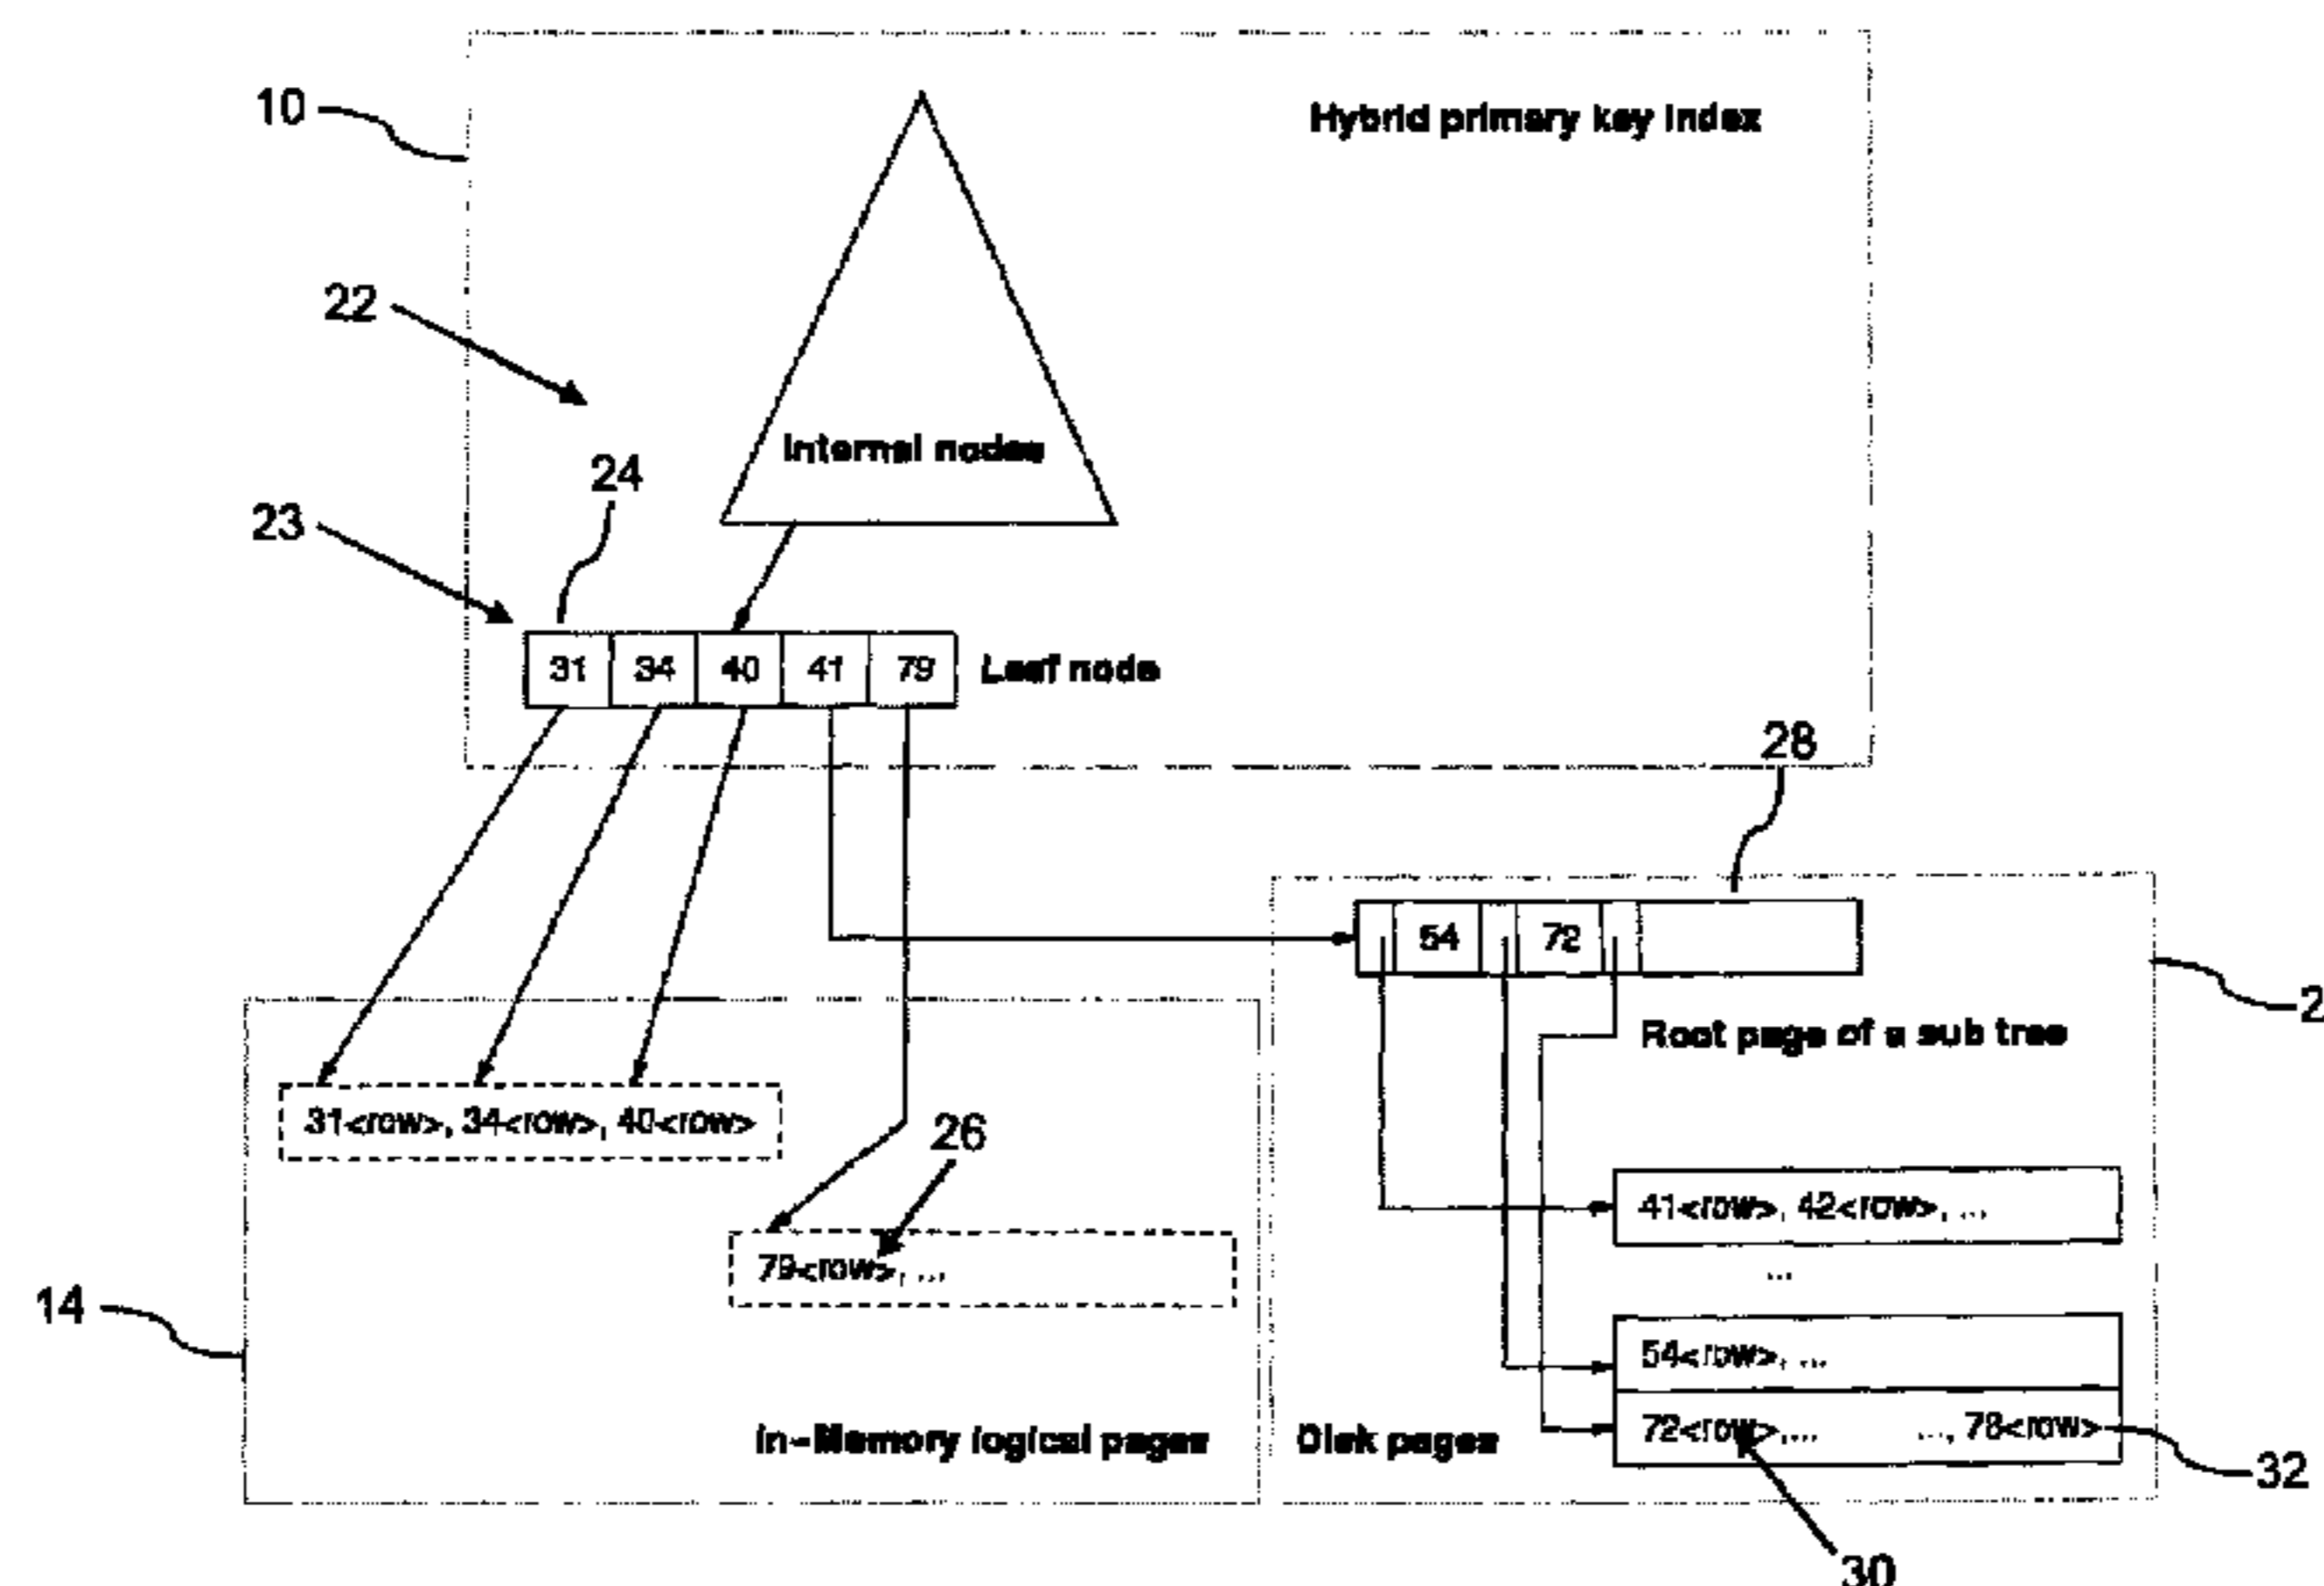 10
Hybrid primary key index
22
Internal nodes
24
23
31 34 40 41 79
Leaf node
28
54 72
2
Root page of a sub tree
31<row>, 34<row>, 40<row>
26
79<row>, ...
41<row>, 42<row>, ...
...
14
54<row>, ...
72<row>,... ..., 78<row>
In-Memory logical pages
Disk pages
32
30